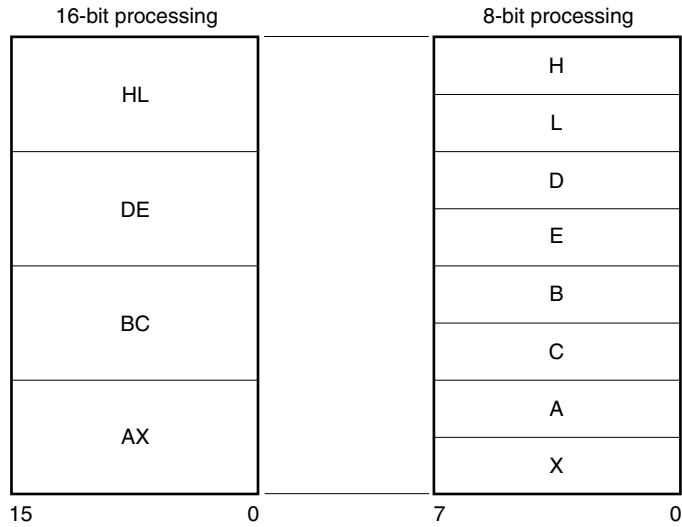 16-bit processing
8-bit processing
HL
H
L
DE
D
E
BC
B
C
AX
A
X
15 0
7 0